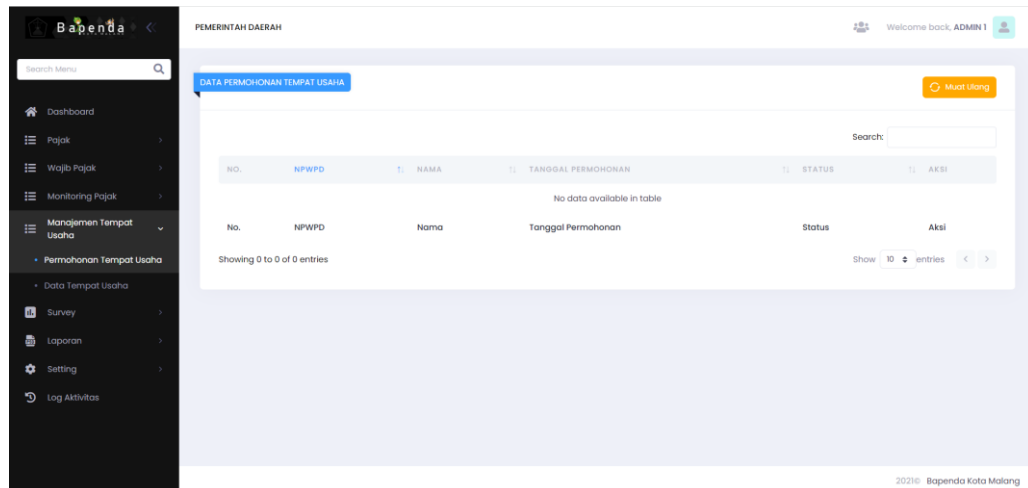 Bapenda
KOTA MALANG
PEMERINTAH DAERAH
Welcome back, ADMIN 1
Search Menu
Dashboard
Pajak
Wajib Pajak
Monitoring Pajak
Manajemen Tempat
Usaha
Permohonan Tempat Usaha
Data Tempat Usaha
Survey
Laporan
Setting
Log Aktivitas
DATA PERMOHONAN TEMPAT USAHA
Muat Ulang
Search:
NO. NPWPD NAMA TANGGAL PERMOHONAN STATUS AKSI
No data available in table
No. NPWPD Nama Tanggal Permohonan Status Aksi
Showing 0 to 0 of 0 entries
Show 10 entries
2021© Bapenda Kota Malang